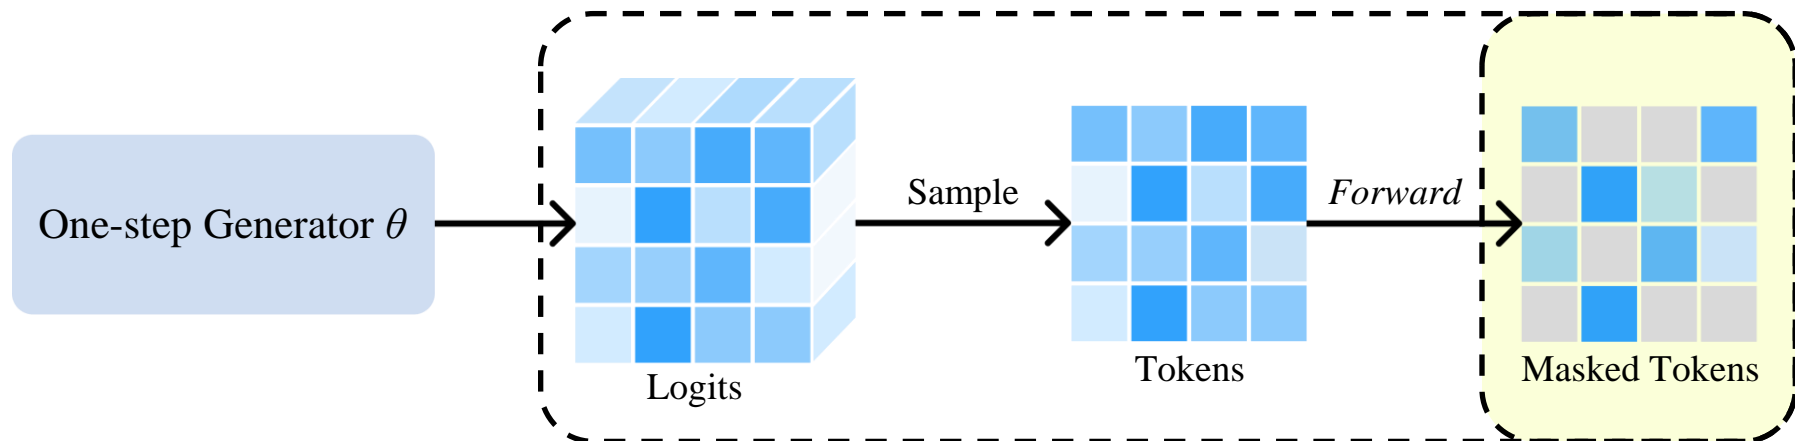 One-step Generator θ
Logits
Sample
Tokens
Forward
Masked Tokens